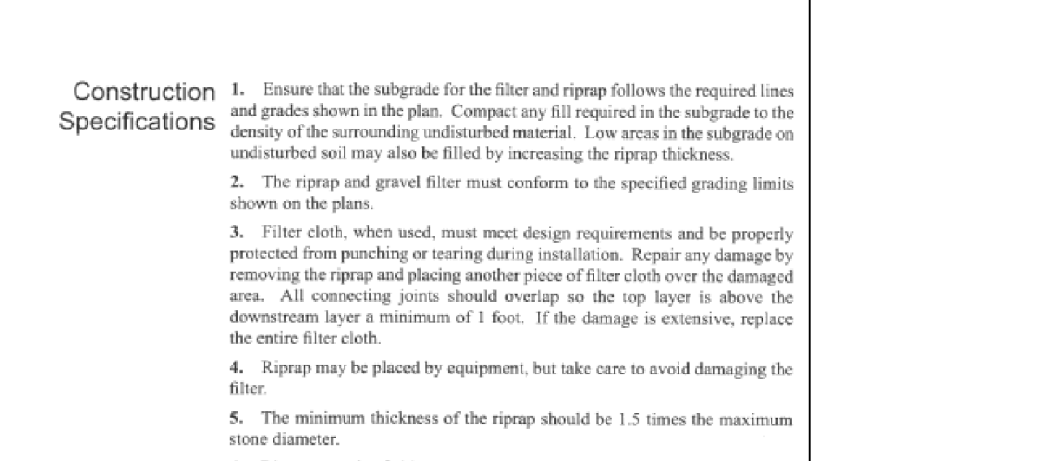 Construction
Specifications
1. Ensure that the subgrade for the filter and riprap follows the required lines
and grades shown in the plan. Compact any fill required in the subgrade to the
density of the surrounding undisturbed material. Low areas in the subgrade on
undisturbed soil may also be filled by increasing the riprap thickness.
2. The riprap and gravel filter must conform to the specified grading limits
shown on the plans.
3. Filter cloth, when used, must meet design requirements and be properly
protected from punching or tearing during installation. Repair any damage by
removing the riprap and placing another piece of filter cloth over the damaged
area. All connecting joints should overlap so the top layer is above the
downstream layer a minimum of 1 foot. If the damage is extensive, replace
the entire filter cloth.
4. Riprap may be placed by equipment, but take care to avoid damaging the
filter.
5. The minimum thickness of the riprap should be 1.5 times the maximum
stone diameter.